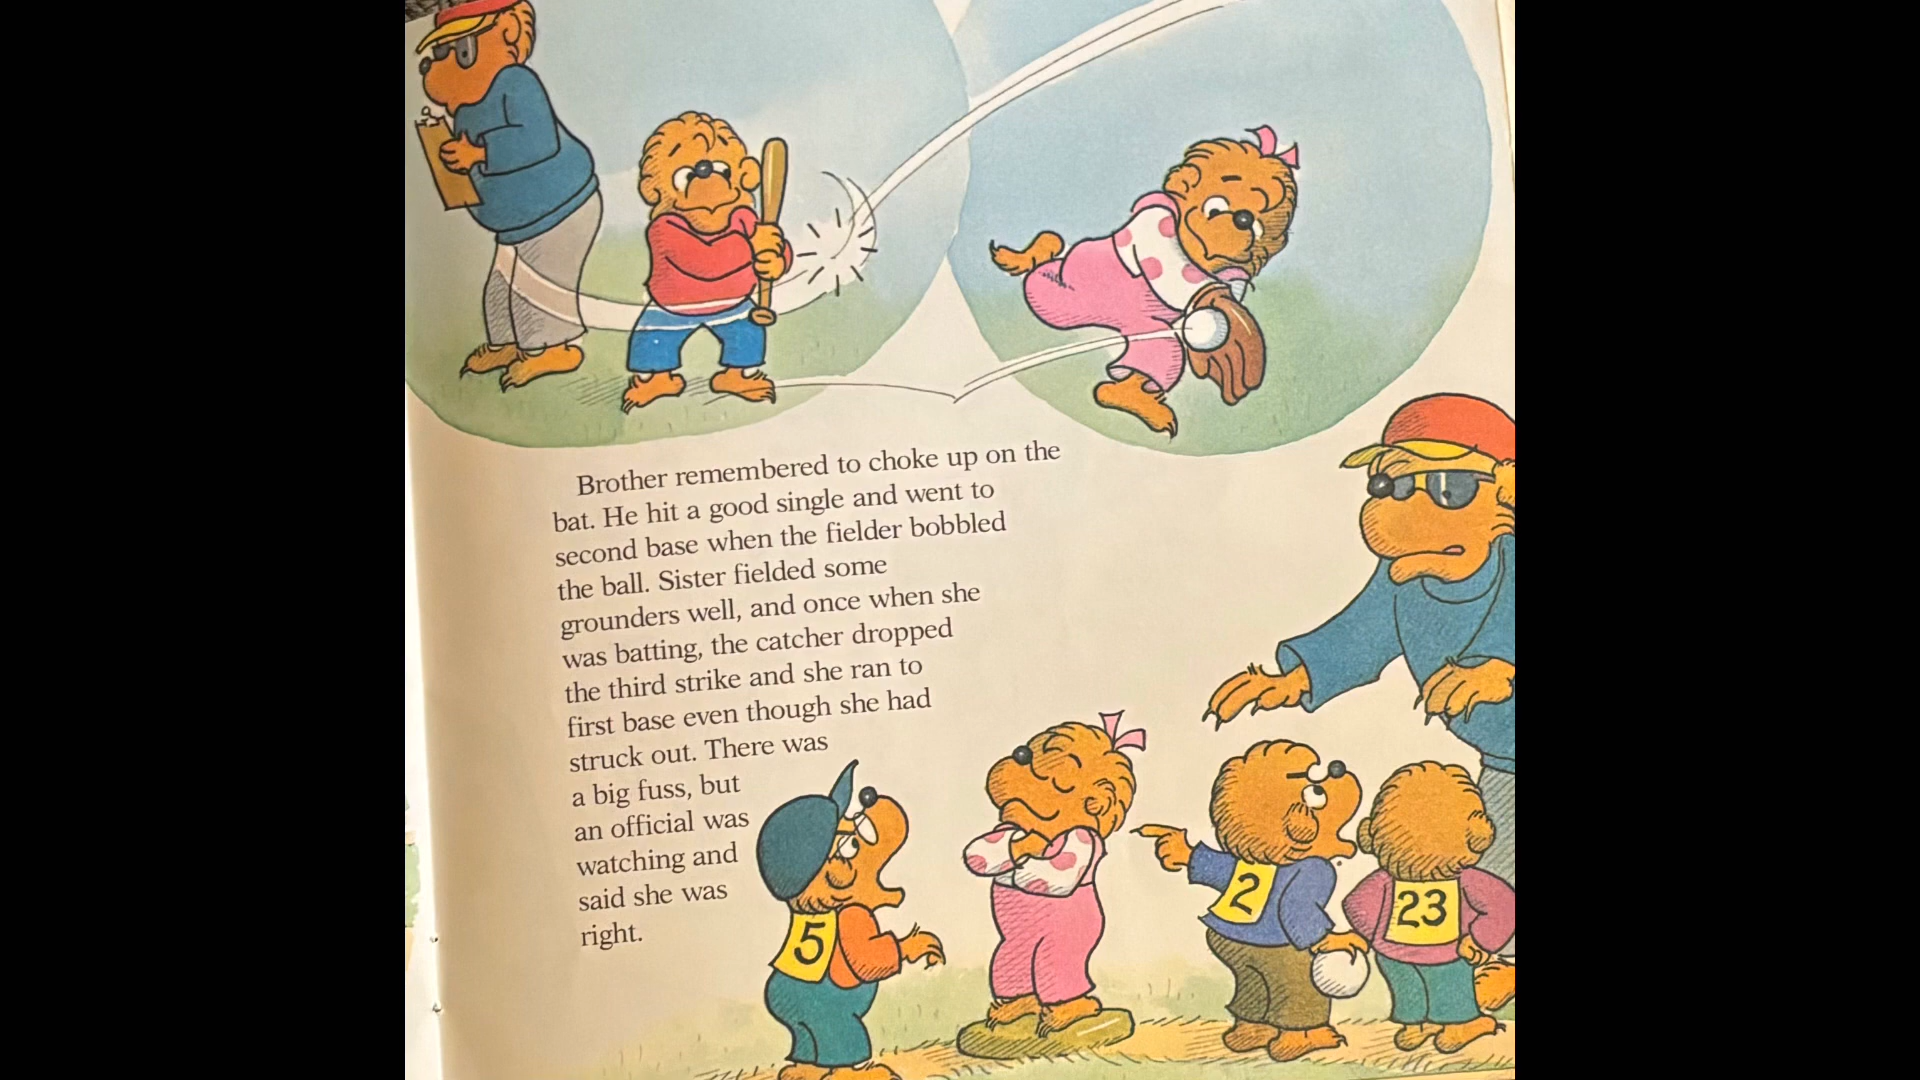 Brother remembered to choke up on the
bat. He hit a good single and went to
second base when the fielder bobbled
the ball. Sister fielded some
grounders well, and once when she
was batting, the catcher dropped
the third strike and she ran to
first base even though she had
struck out. There was
a big fuss, but
an official was
watching and
said she was
right.
5
2
23